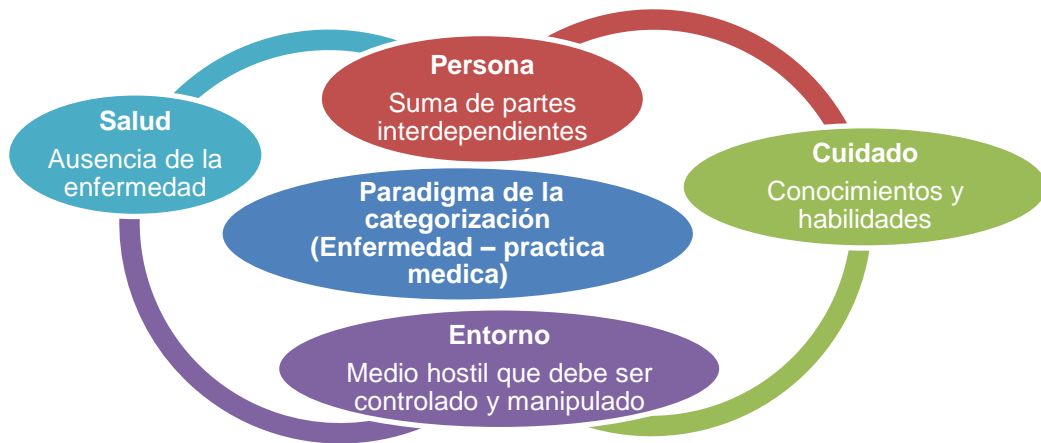 Persona
Suma de partes
interdependientes
Salud
Ausencia de la
enfermedad
Cuidado
Conocimientos y
habilidades
Paradigma de la
categorización
(Enfermedad – practica
medica)
Entorno
Medio hostil que debe ser
controlado y manipulado